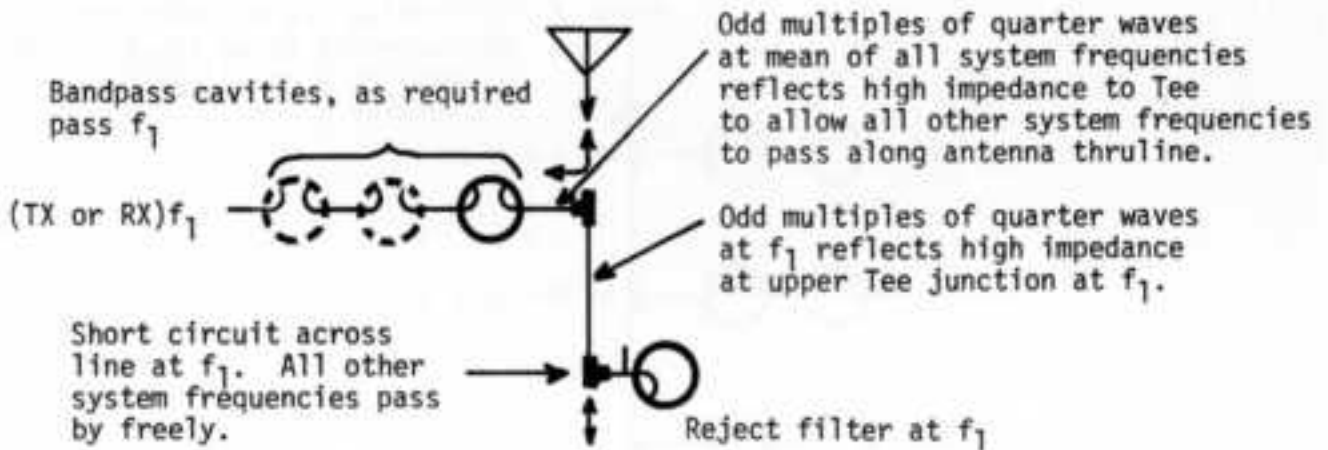 Odd multiples of quarter waves
at mean of all system frequencies
reflects high impedance to Tee
to allow all other system frequencies
to pass along antenna thruline.
Bandpass cavities, as required
pass f₁
(TX or RX)f₁
Odd multiples of quarter waves
at f₁ reflects high impedance
at upper Tee junction at f₁.
Short circuit across
line at f₁. All other
system frequencies pass
by freely.
Reject filter at f₁